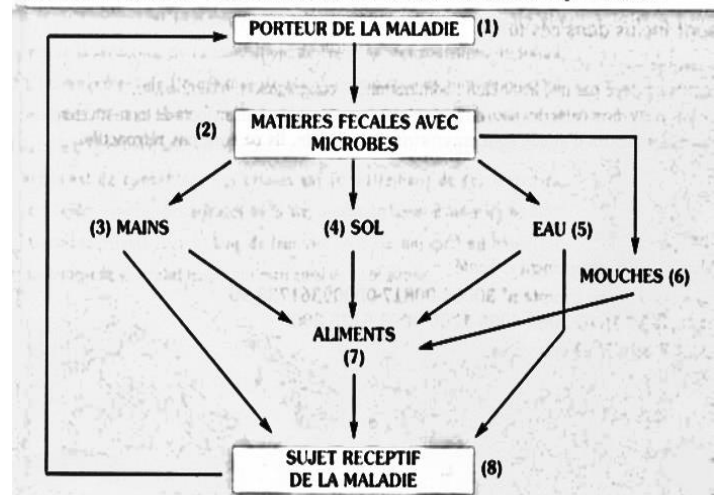 PORTEUR DE LA MALADIE (1)
(2) MATIERES FECALES AVEC
MICROBES
(3) MAINS (4) SOL EAU (5)
MOUCHES (6)
ALIMENTS
(7)
SUJET RECEPTIF (8)
DE LA MALADIE